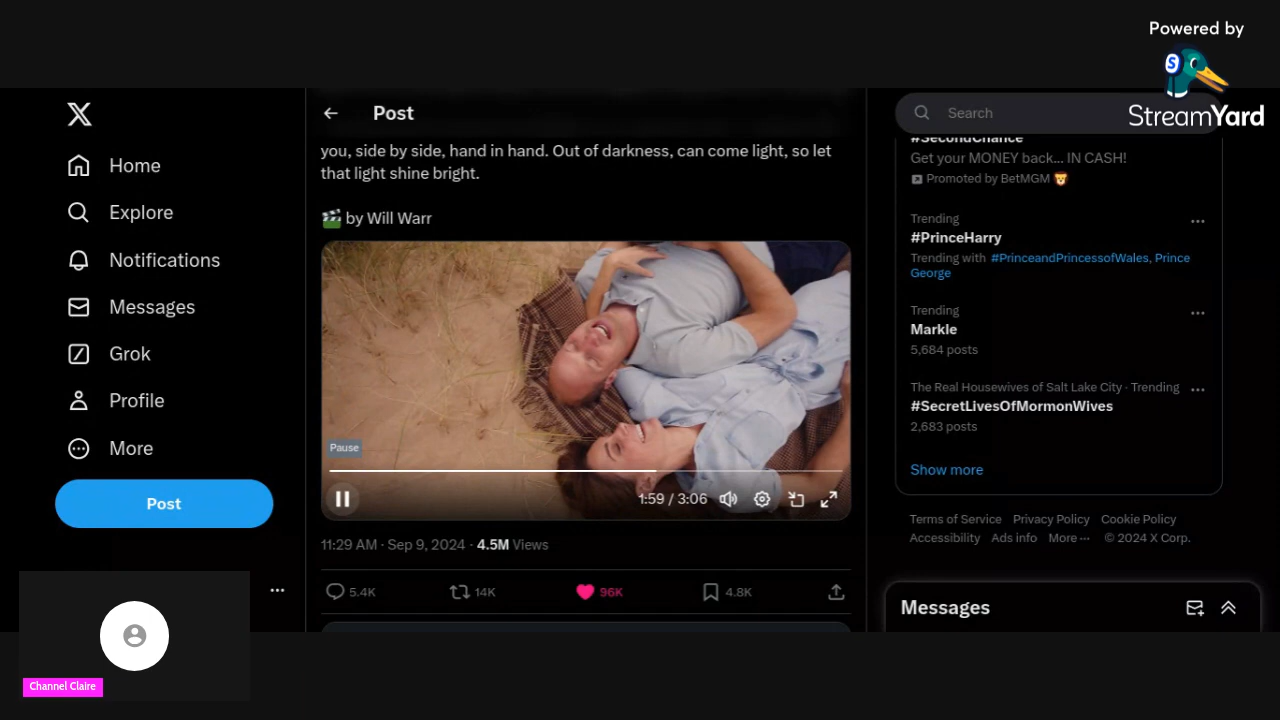 Powered by
S
StreamYard
X
Home
Explore
Notifications
Messages
Grok
Profile
More
Post
Channel Claire
Post
you, side by side, hand in hand. Out of darkness, can come light, so let
that light shine bright.
🎬 by Will Warr
Pause
1:59 / 3:06
11:29 AM · Sep 9, 2024 · 4.5M Views
5.4K
14K
96K
4.8K
Search
#SecondChance
Get your MONEY back... IN CASH!
Promoted by BetMGM 🦁
Trending
#PrinceHarry
Trending with #PrinceandPrincessofWales, Prince
George
Trending
Markle
5,684 posts
The Real Housewives of Salt Lake City · Trending
#SecretLivesOfMormonWives
2,683 posts
Show more
Terms of Service Privacy Policy Cookie Policy
Accessibility Ads info More ··· © 2024 X Corp.
Messages